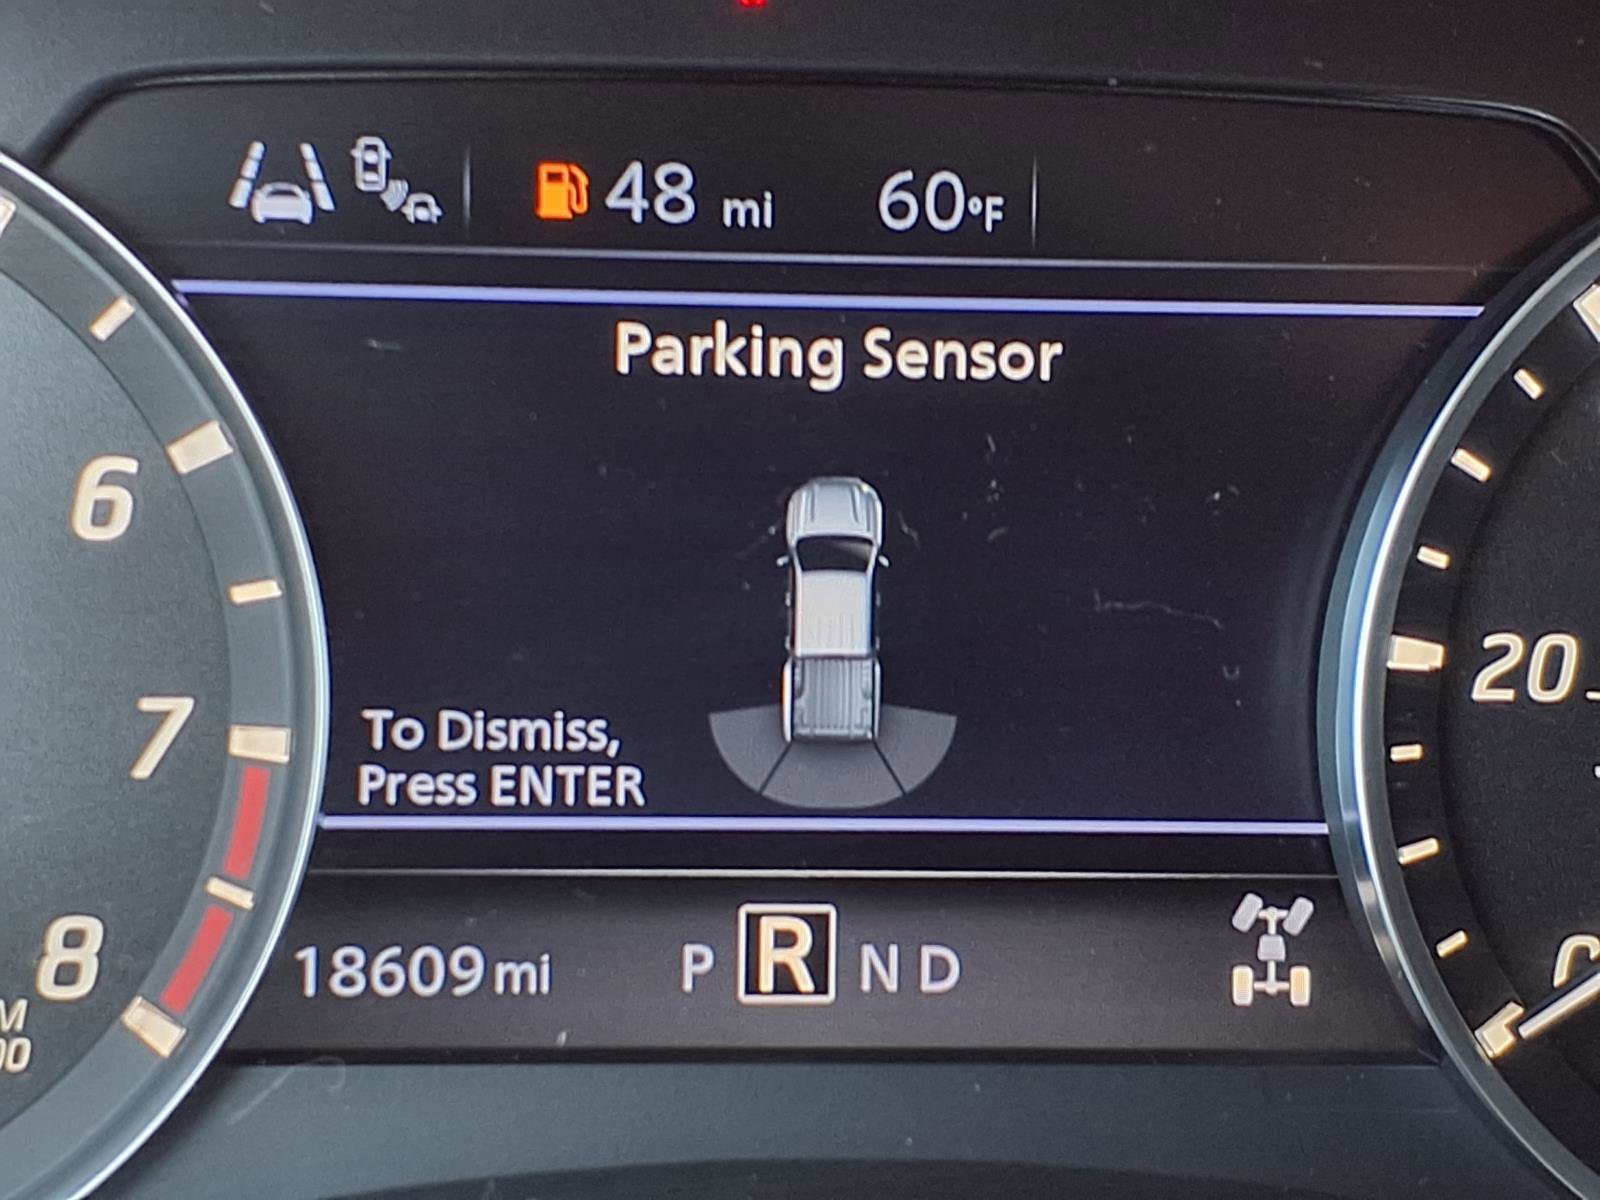 48 mi 60°F
Parking Sensor
6
7
8
To Dismiss,
Press ENTER
20
18609 mi P R N D